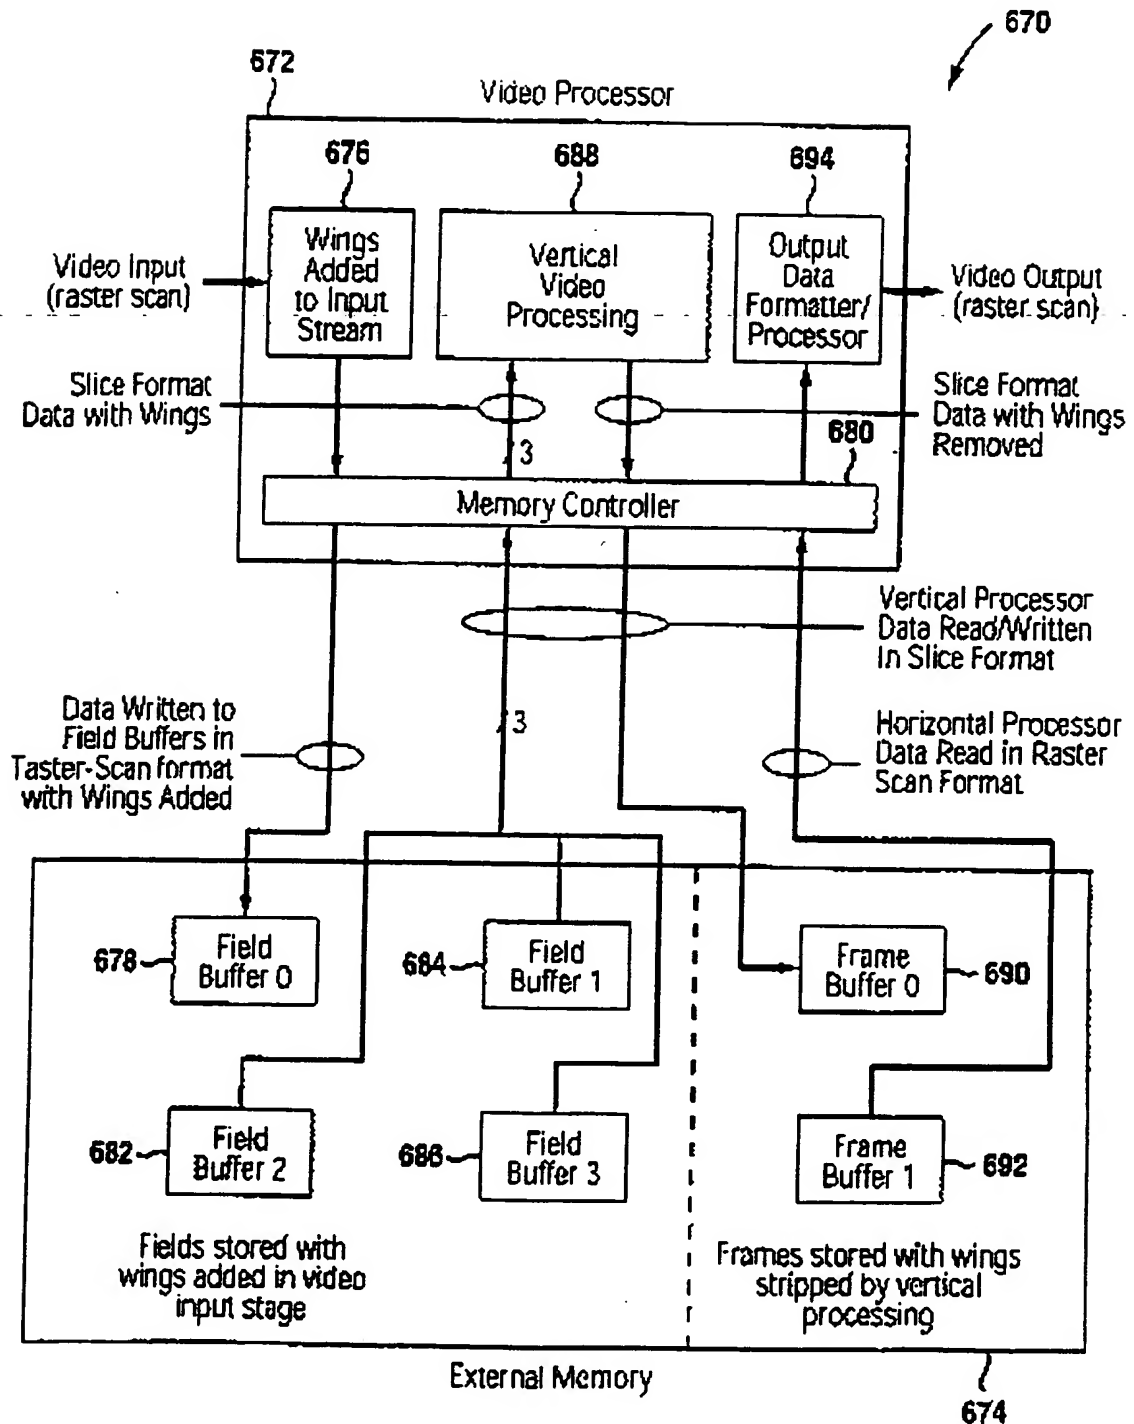 670
672
Video Processor
676
688
694
Wings
Added
to Input
Stream
Vertical
Video
Processing
Output
Data
Formatter/
Processor
Video Input
(raster scan)
Video Output
(raster scan)
Slice Format
Data with Wings
3
Slice Format
Data with Wings
Removed
680
Memory Controller
Vertical Processor
Data Read/Written
In Slice Format
Data Written to
Field Buffers in
Taster-Scan format
with Wings Added
3
Horizontal Processor
Data Read in Raster
Scan Format
678
Field
Buffer 0
684
Field
Buffer 1
Frame
Buffer 0
690
682
Field
Buffer 2
686
Field
Buffer 3
Frame
Buffer 1
692
Fields stored with
wings added in video
input stage
Frames stored with wings
stripped by vertical
processing
External Memory
674